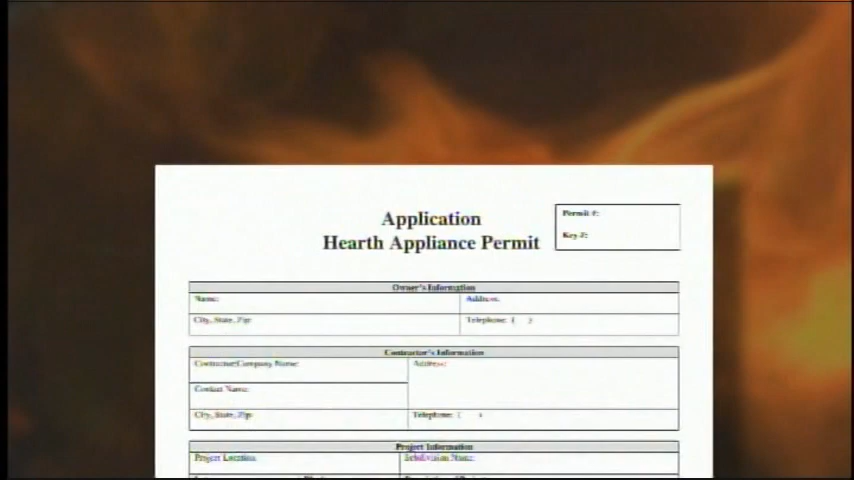 Application
Hearth Appliance Permit
Permit #:
Key #:
Owner's Information
Name: Address:
City, State, Zip: Telephone: ( )
Contractor's Information
Contractor/Company Name: Address:
Contact Name:
City, State, Zip: Telephone: ( )
Project Information
Project Location: Subdivision Name: